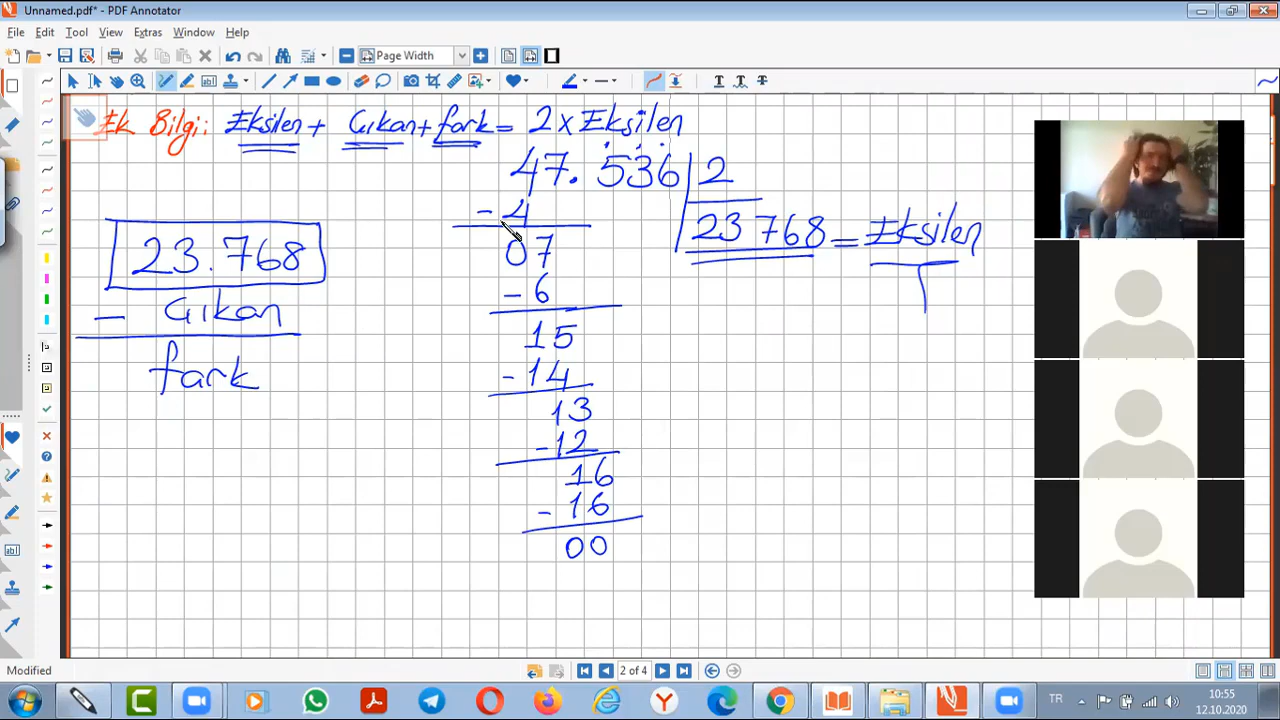 Unnamed.pdf* - PDF Annotator
File Edit Tool View Extras Window Help
Page Width
Ek Bilgi: Eksilen + Çıkan + fark = 2 x Eksilen
47.536 | 2
- 4
23 768 = Eksilen
07
- 6
15
- 14
13
- 12
16
- 16
00
23.768
- Çıkan
fark
Modified
2 of 4
TR
10:55
12.10.2020